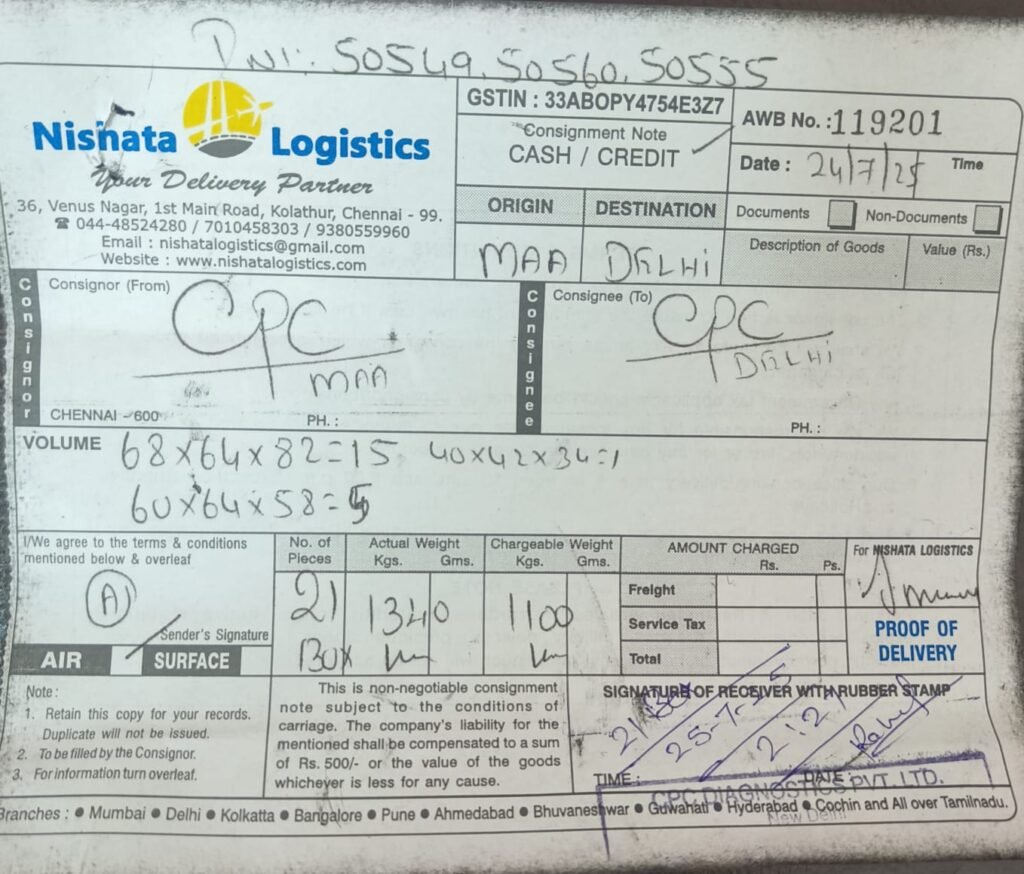 DNI: 50549, 50560, 50555
Nishata Logistics
Your Delivery Partner
36, Venus Nagar, 1st Main Road, Kolathur, Chennai - 99.
☎ 044-48524280 / 7010458303 / 9380559960
Email : nishatalogistics@gmail.com
Website : www.nishatalogistics.com
GSTIN : 33ABOPY4754E3Z7
Consignment Note
CASH / CREDIT
AWB No. : 119201
Date : 24/7/25 Time
ORIGIN DESTINATION
MAA DELHI
Documents Non-Documents
Description of Goods Value (Rs.)
Consignor
Consignor (From)
CPC
MAA
CHENNAI - 600 PH. :
Consignee
Consignee (To)
CPC
DELHI
PH. :
VOLUME 68x64x82=15 40x42x34=1
60x64x58=5
I/We agree to the terms & conditions
mentioned below & overleaf
A
Sender's Signature
AIR SURFACE
No. of Pieces
21
Box
Actual Weight
Kgs. Gms.
1340
Chargeable Weight
Kgs. Gms.
1100
AMOUNT CHARGED
Rs. Ps.
Freight
Service Tax
Total
For NISHATA LOGISTICS
PROOF OF
DELIVERY
Note :
1. Retain this copy for your records.
Duplicate will not be issued.
2. To be filled by the Consignor.
3. For information turn overleaf.
This is non-negotiable consignment
note subject to the conditions of
carriage. The company's liability for the
mentioned shall be compensated to a sum
of Rs. 500/- or the value of the goods
whichever is less for any cause.
SIGNATURE OF RECEIVER WITH RUBBER STAMP
21 Box
25-7-25
TIME : DATE :
CPC DIAGNOSTICS PVT. LTD.
New Delhi
Branches : ● Mumbai ● Delhi ● Kolkatta ● Bangalore ● Pune ● Ahmedabad ● Bhuvaneshwar ● Guwahati ● Hyderabad ● Cochin and All over Tamilnadu.